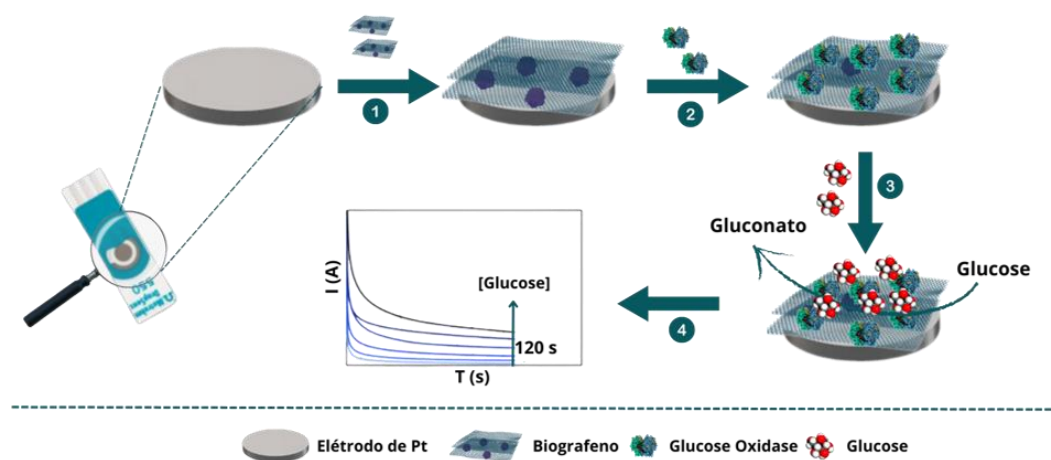 1
2
3
Gluconato
Glucose
I (A)
[Glucose]
120 s
T (s)
4
Elétrodo de Pt
Biografeno
Glucose Oxidase
Glucose